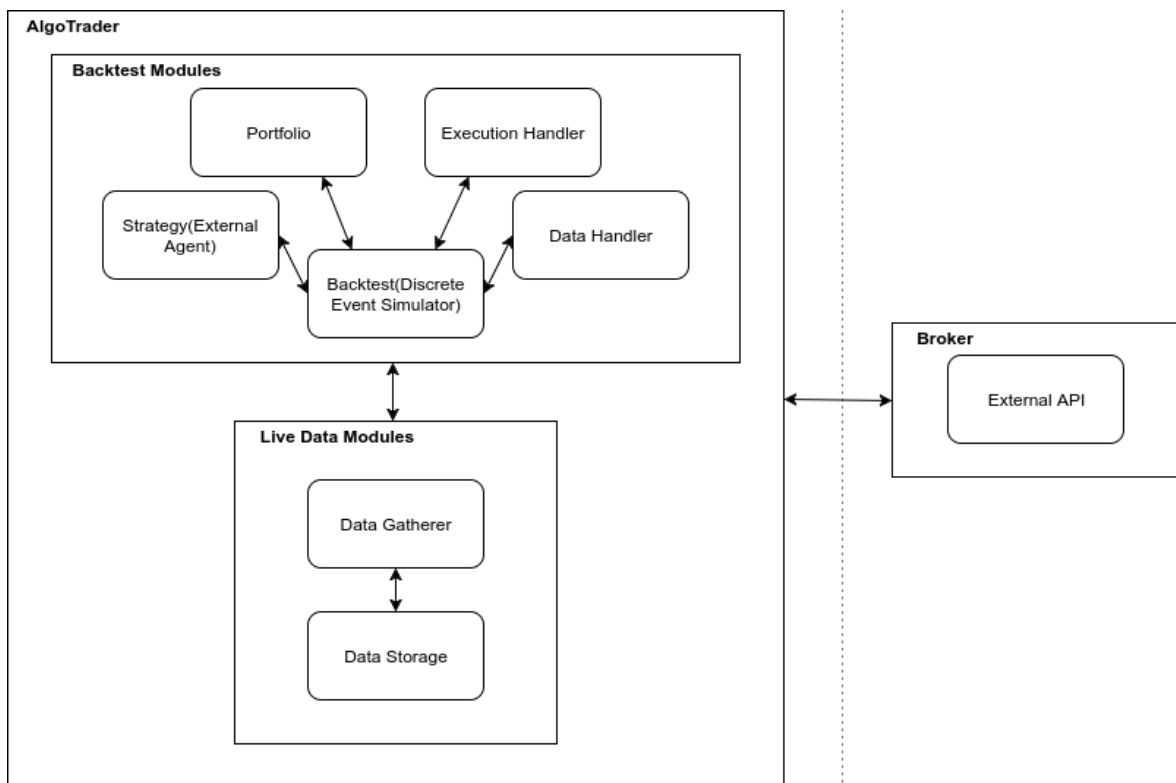 AlgoTrader
Backtest Modules
Portfolio
Execution Handler
Strategy(External
Agent)
Data Handler
Backtest(Discrete
Event Simulator)
Broker
External API
Live Data Modules
Data Gatherer
Data Storage